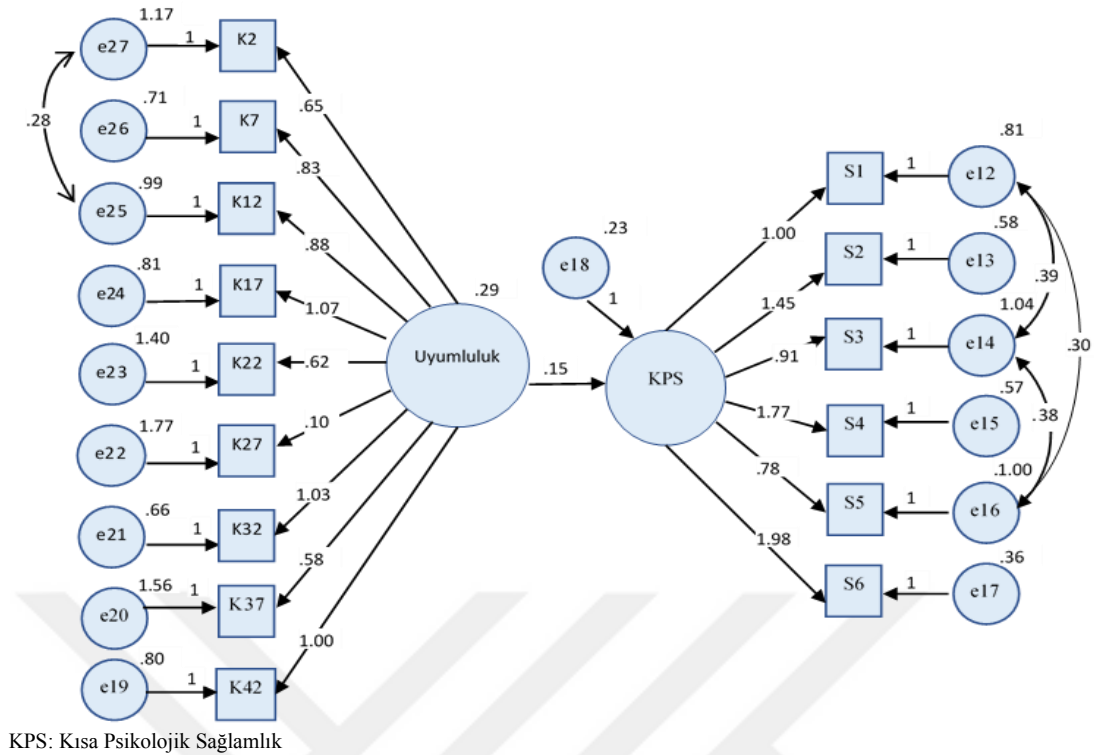 1.17
e27
1
K2
.65
.28
.71
e26
1
K7
.83
.99
e25
1
K12
.88
.81
e24
1
K17
1.07
1.40
e23
1
K22
.62
1.77
e22
1
K27
.10
.66
e21
1
K32
1.03
1.56
e20
1
K37
.58
.80
e19
1
K42
1.00
.29
Uyumluluk
.15
.23
e18
1
KPS
1.00
S1
1
.81
e12
1.45
S2
1
.58
e13
.39
.91
S3
1
1.04
e14
.30
1.77
S4
1
.57
e15
.38
.78
S5
1
.1.00
e16
1.98
S6
1
.36
e17
KPS: Kısa Psikolojik Sağlamlık